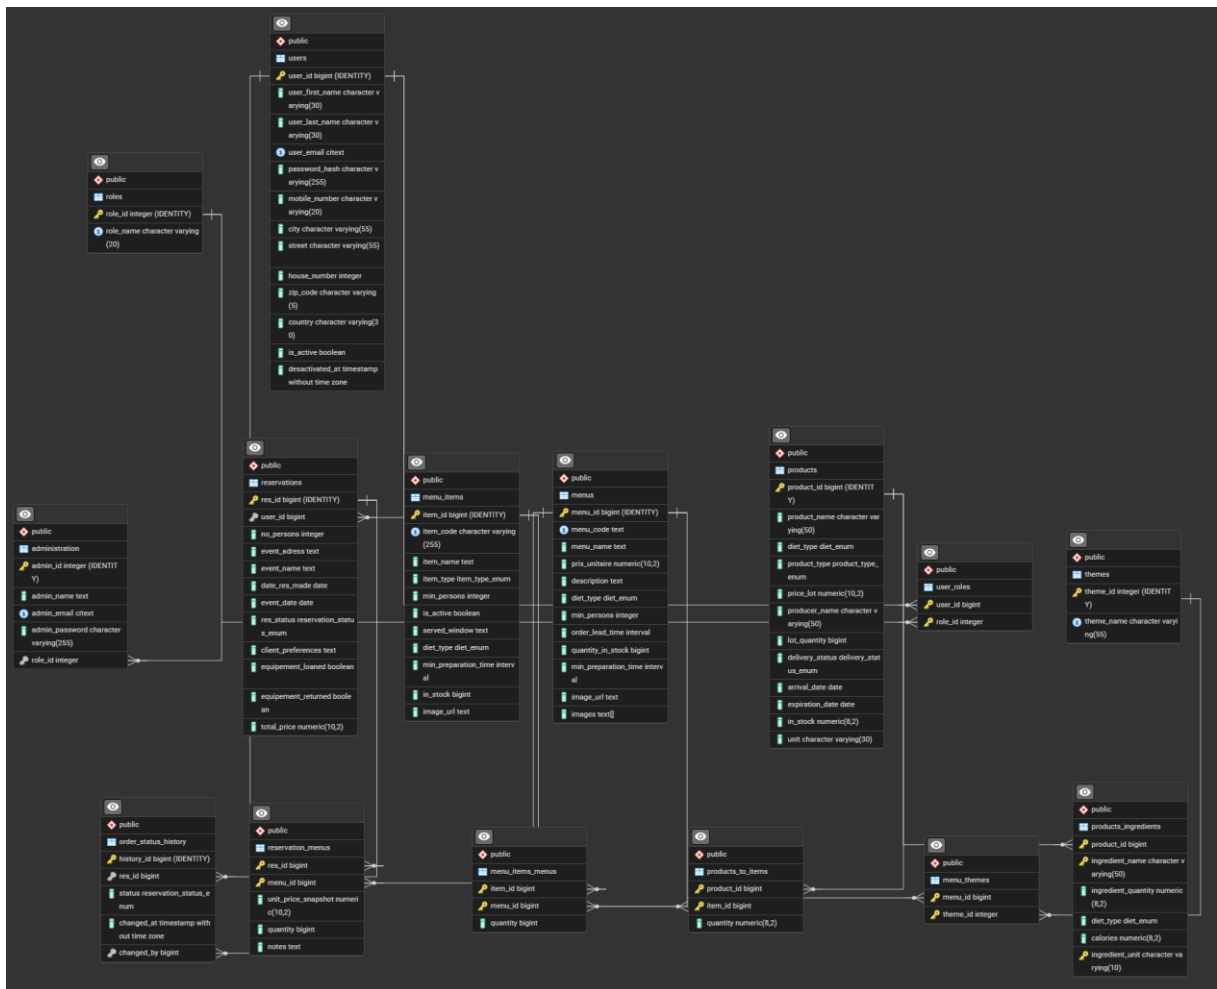 public
users
user_id bigint (IDENTITY)
user_first_name character v
arying(30)
user_last_name character v
arying(30)
user_email citext
password_hash character v
arying(255)
mobile_number character v
arying(20)
city character varying(55)
street character varying(55)
house_number integer
zip_code character varying
(5)
country character varying(3
0)
is_active boolean
desactivated_at timestamp
without time zone
public
roles
role_id integer (IDENTITY)
role_name character varying
(20)
public
reservations
res_id bigint (IDENTITY)
user_id bigint
no_persons integer
event_adress text
event_name text
date_res_made date
event_date date
res_status reservation_statu
s_enum
client_preferences text
equipement_loaned boolean
equipement_returned boole
an
total_price numeric(10,2)
public
menu_items
item_id bigint (IDENTITY)
item_code character varying
(255)
item_name text
item_type item_type_enum
min_persons integer
is_active boolean
served_window text
diet_type diet_enum
min_preparation_time interv
al
in_stock bigint
image_url text
public
menus
menu_id bigint (IDENTITY)
menu_code text
menu_name text
prix_unitaire numeric(10,2)
description text
diet_type diet_enum
min_persons integer
order_lead_time interval
quantity_in_stock bigint
min_preparation_time interv
al
image_url text
images text[]
public
products
product_id bigint (IDENTIT
Y)
product_name character var
ying(50)
diet_type diet_enum
product_type product_type_
enum
price_lot numeric(10,2)
producer_name character v
arying(50)
lot_quantity bigint
delivery_status delivery_stat
us_enum
arrival_date date
expiration_date date
in_stock numeric(8,2)
unit character varying(30)
public
administration
admin_id integer (IDENTIT
Y)
admin_name text
admin_email citext
admin_password character
varying(255)
role_id integer
public
user_roles
user_id bigint
role_id integer
public
themes
theme_id integer (IDENTIT
Y)
theme_name character varyi
ng(55)
public
order_status_history
history_id bigint (IDENTITY)
res_id bigint
status reservation_status_e
num
changed_at timestamp with
out time zone
changed_by bigint
public
reservation_menus
res_id bigint
menu_id bigint
unit_price_snapshot numeri
c(10,2)
quantity bigint
notes text
public
menu_items_menus
item_id bigint
menu_id bigint
quantity bigint
public
products_to_items
product_id bigint
item_id bigint
quantity numeric(8,2)
public
menu_themes
menu_id bigint
theme_id integer
public
products_ingredients
product_id bigint
ingredient_name character v
arying(50)
ingredient_quantity numeric
(8,2)
diet_type diet_enum
calories numeric(8,2)
ingredient_unit character va
rying(10)